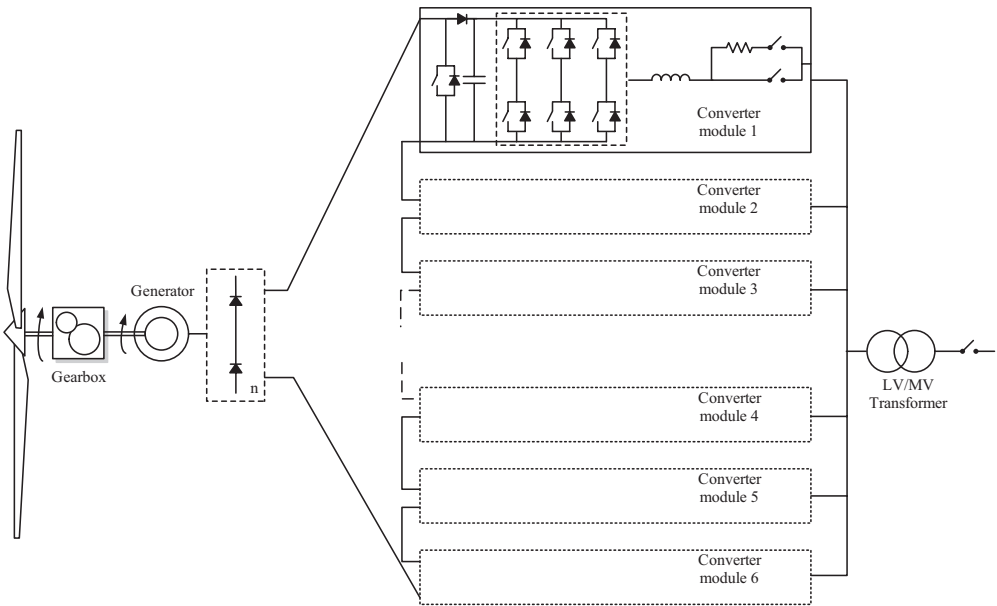 Converter
module 1
Converter
module 2
Converter
module 3
Generator
n
Gearbox
LV/MV
Transformer
Converter
module 4
Converter
module 5
Converter
module 6